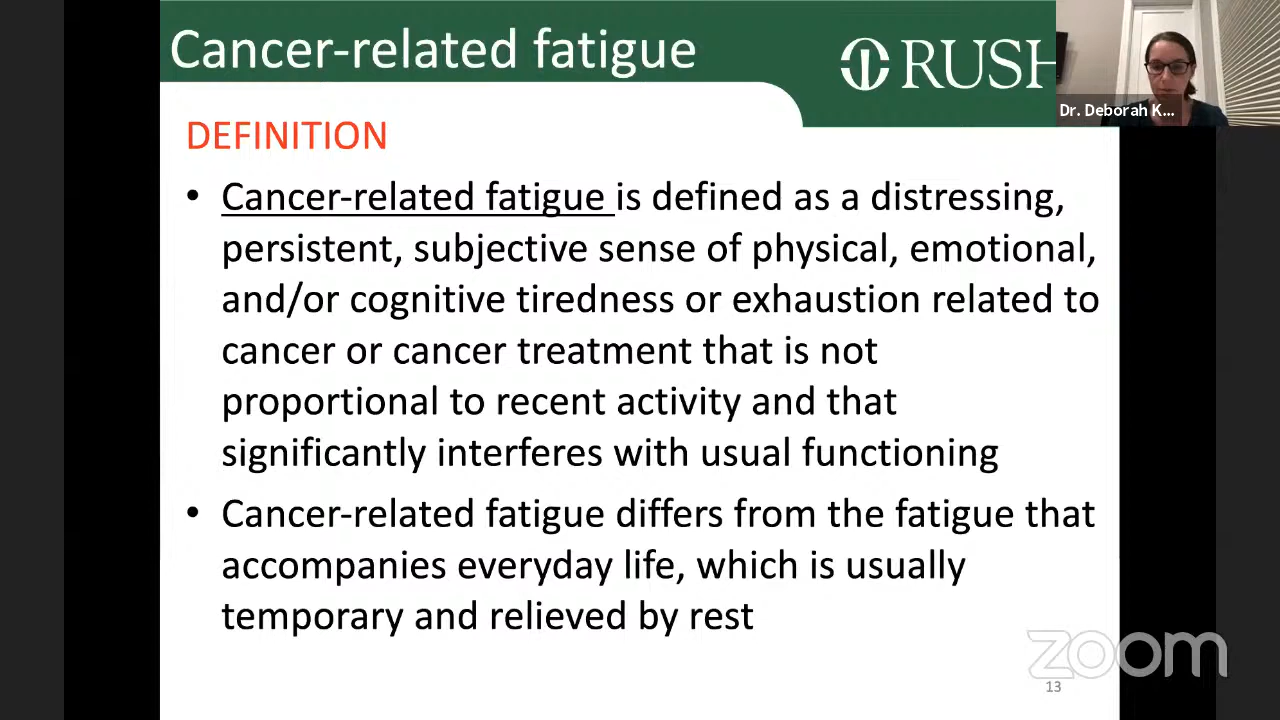 Cancer-related fatigue
RUSH
Dr. Deborah K...
DEFINITION
• Cancer-related fatigue is defined as a distressing,
persistent, subjective sense of physical, emotional,
and/or cognitive tiredness or exhaustion related to
cancer or cancer treatment that is not
proportional to recent activity and that
significantly interferes with usual functioning
• Cancer-related fatigue differs from the fatigue that
accompanies everyday life, which is usually
temporary and relieved by rest
zoom
13